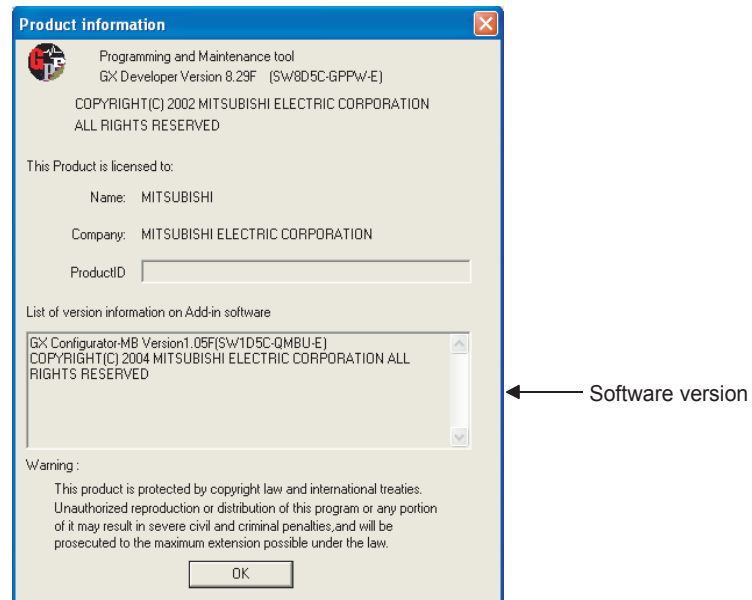 Product information
Programming and Maintenance tool
GX Developer Version 8.29F (SW8D5C-GPPW-E)
COPYRIGHT(C) 2002 MITSUBISHI ELECTRIC CORPORATION
ALL RIGHTS RESERVED
This Product is licensed to:
Name: MITSUBISHI
Company: MITSUBISHI ELECTRIC CORPORATION
ProductID
List of version information on Add-in software
GX Configurator-MB Version1.05F(SW1D5C-QMBU-E)
COPYRIGHT(C) 2004 MITSUBISHI ELECTRIC CORPORATION ALL
RIGHTS RESERVED
Software version
Warning :
This product is protected by copyright law and international treaties.
Unauthorized reproduction or distribution of this program or any portion
of it may result in severe civil and criminal penalties,and will be
prosecuted to the maximum extension possible under the law.
OK